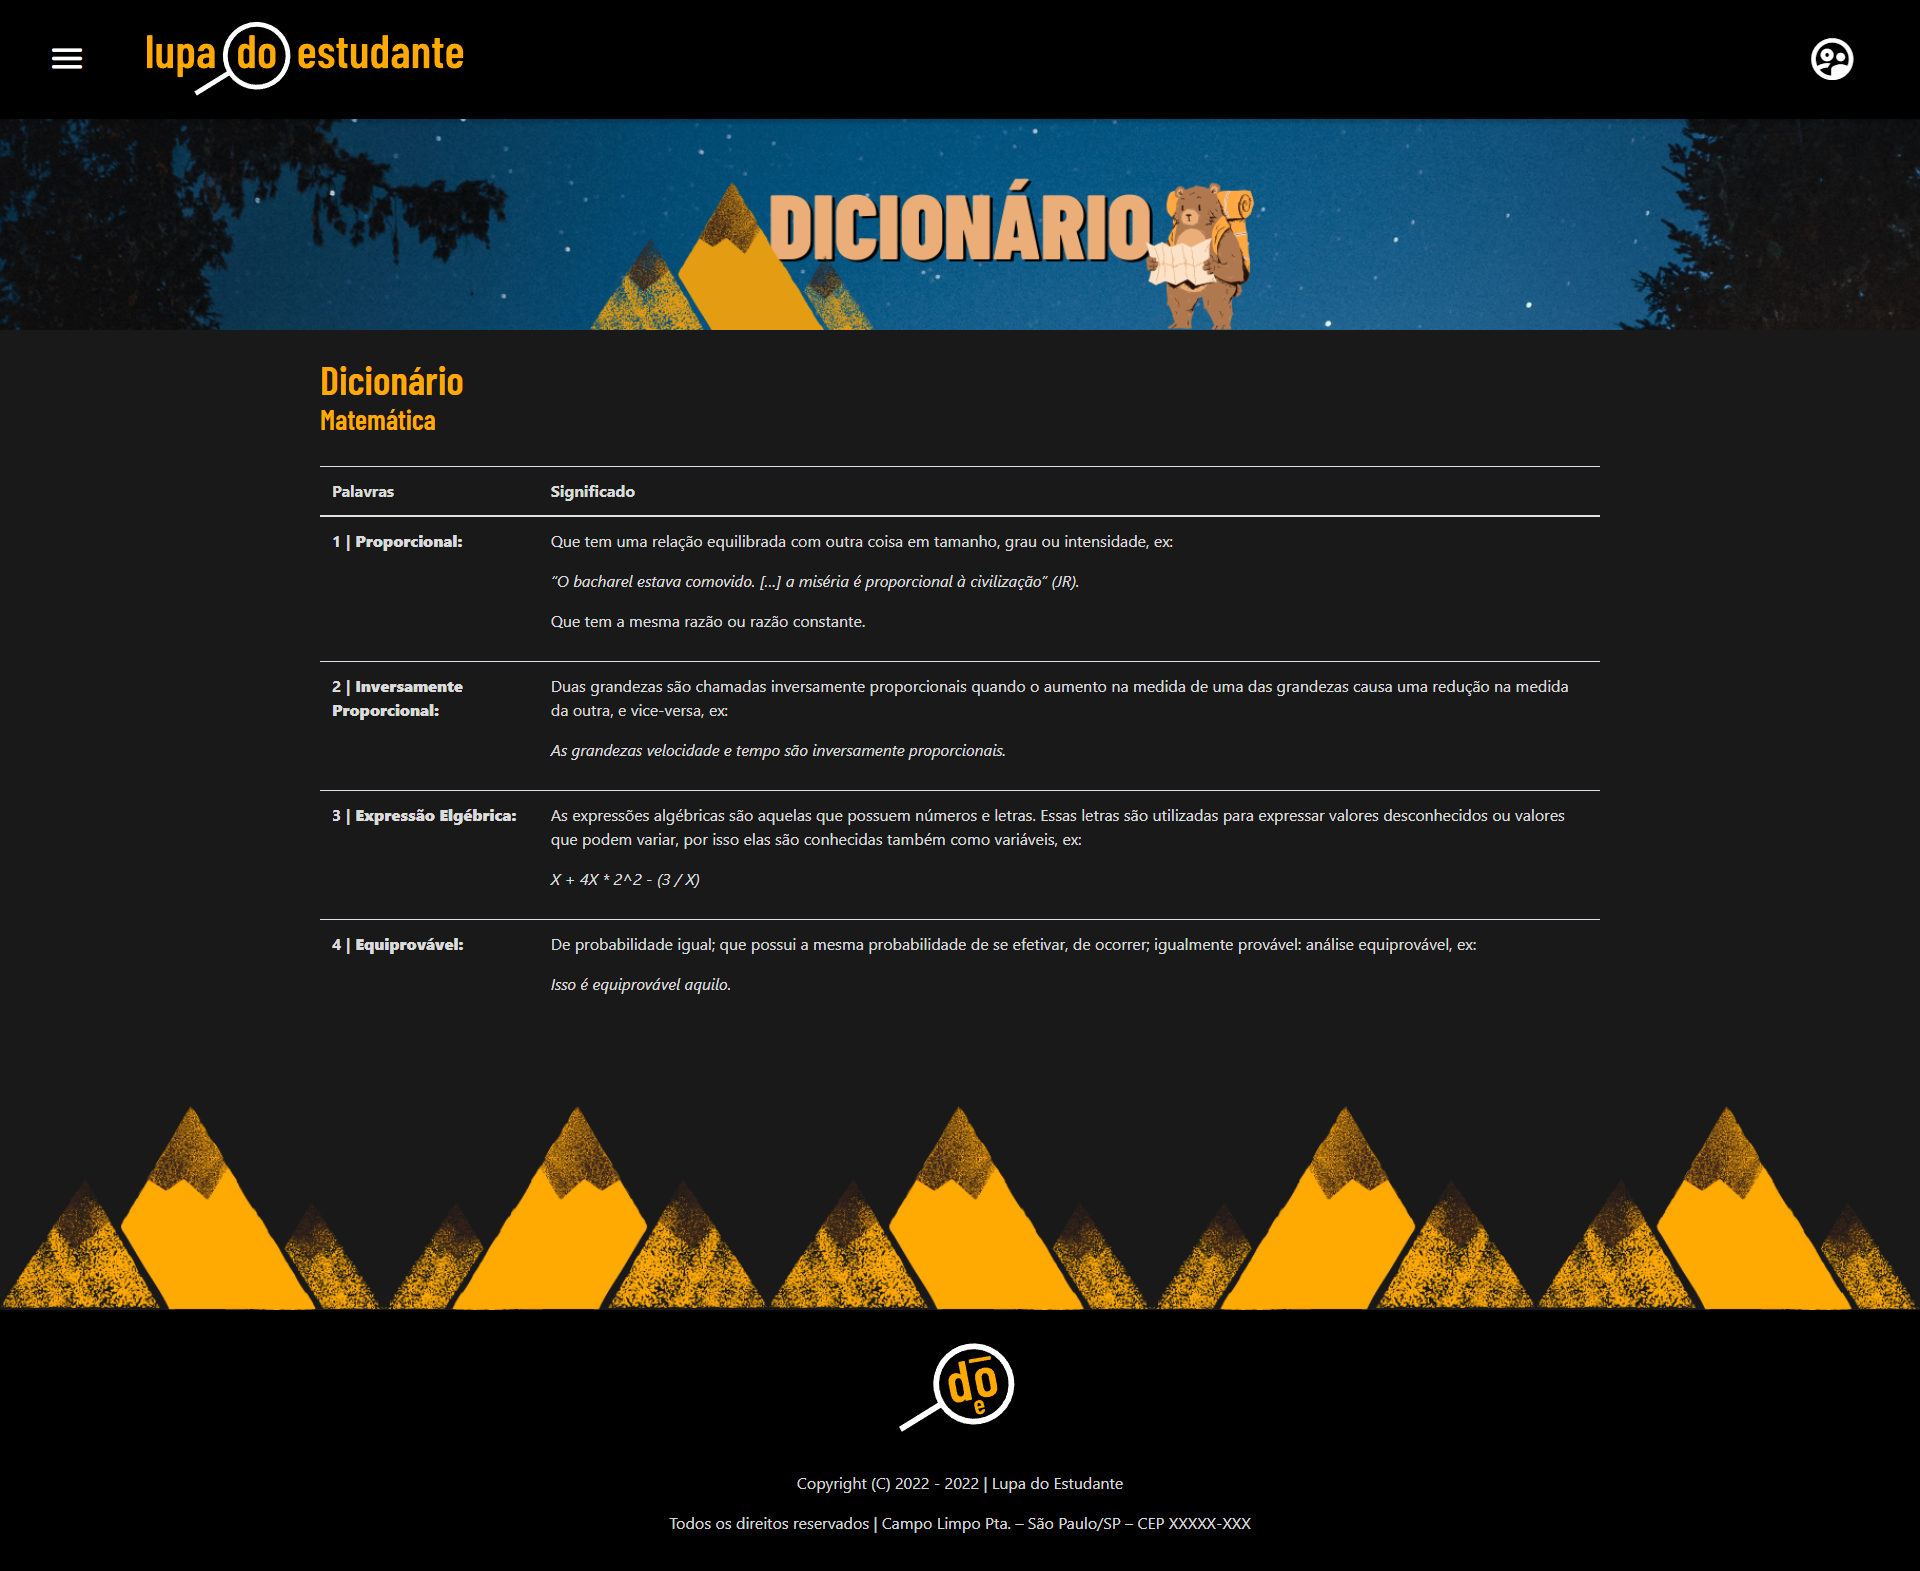 lupa do estudante
DICIONÁRIO
Dicionário
Matemática
Palavras
Significado
1 | Proporcional:
Que tem uma relação equilibrada com outra coisa em tamanho, grau ou intensidade, ex:
“O bacharel estava comovido. [...] a miséria é proporcional à civilização” (JR).
Que tem a mesma razão ou razão constante.
2 | Inversamente
Proporcional:
Duas grandezas são chamadas inversamente proporcionais quando o aumento na medida de uma das grandezas causa uma redução na medida
da outra, e vice-versa, ex:
As grandezas velocidade e tempo são inversamente proporcionais.
3 | Expressão Elgébrica:
As expressões algébricas são aquelas que possuem números e letras. Essas letras são utilizadas para expressar valores desconhecidos ou valores
que podem variar, por isso elas são conhecidas também como variáveis, ex:
X + 4X * 2^2 - (3 / X)
4 | Equiprovável:
De probabilidade igual; que possui a mesma probabilidade de se efetivar, de ocorrer; igualmente provável: análise equiprovável, ex:
Isso é equiprovável aquilo.
do
e
Copyright (C) 2022 - 2022 | Lupa do Estudante
Todos os direitos reservados | Campo Limpo Pta. – São Paulo/SP – CEP XXXXX-XXX